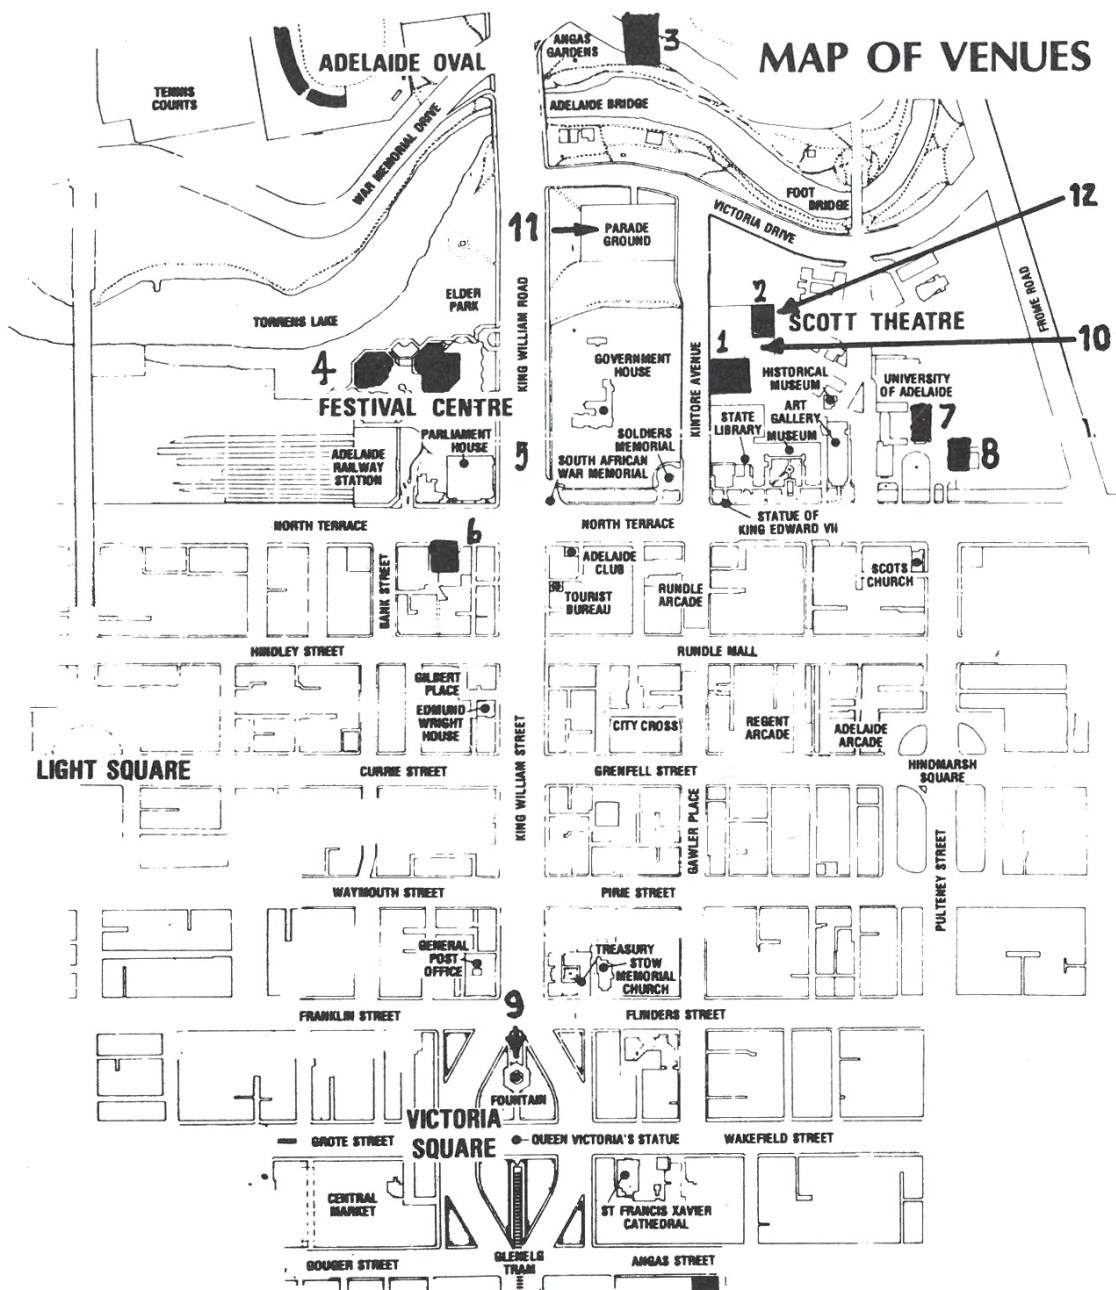 MAP OF VENUES
ADELAIDE OVAL
ANGAS
GARDENS
3
TENNIS
COURTS
ADELAIDE BRIDGE
WAR MEMORIAL DRIVE
FOOT
BRIDGE
12
VICTORIA DRIVE
11
PARADE
GROUND
ELDER
PARK
KING WILLIAM ROAD
FROME ROAD
2
TORRENS LAKE
SCOTT THEATRE
1
10
4
GOVERNMENT
HOUSE
KINTORE AVENUE
HISTORICAL
MUSEUM
UNIVERSITY
OF ADELAIDE
FESTIVAL CENTRE
ART
GALLERY
7
STATE
LIBRARY
MUSEUM
PARLIAMENT
HOUSE
5
SOLDIERS
MEMORIAL
8
ADELAIDE
RAILWAY
STATION
SOUTH AFRICAN
WAR MEMORIAL
NORTH TERRACE
NORTH TERRACE
STATUE OF
KING EDWARD VII
6
BANK STREET
ADELAIDE
CLUB
TOURIST
BUREAU
RUNDLE
ARCADE
SCOTS
CHURCH
HINDLEY STREET
RUNDLE MALL
GILBERT
PLACE
EDMUND
WRIGHT
HOUSE
CITY CROSS
REGENT
ARCADE
ADELAIDE
ARCADE
KING WILLIAM STREET
LIGHT SQUARE
CURRIE STREET
GRENFELL STREET
HINDMARSH
SQUARE
GAWLER PLACE
PULTENEY STREET
WAYMOUTH STREET
PIRIE STREET
GENERAL
POST
OFFICE
TREASURY
STOW
MEMORIAL
CHURCH
FRANKLIN STREET
9
FLINDERS STREET
FOUNTAIN
VICTORIA
SQUARE
GROTE STREET
QUEEN VICTORIA'S STATUE
WAKEFIELD STREET
CENTRAL
MARKET
ST FRANCIS XAVIER
CATHEDRAL
GOUGER STREET
GLENELG
TRAM
ANGAS STREET